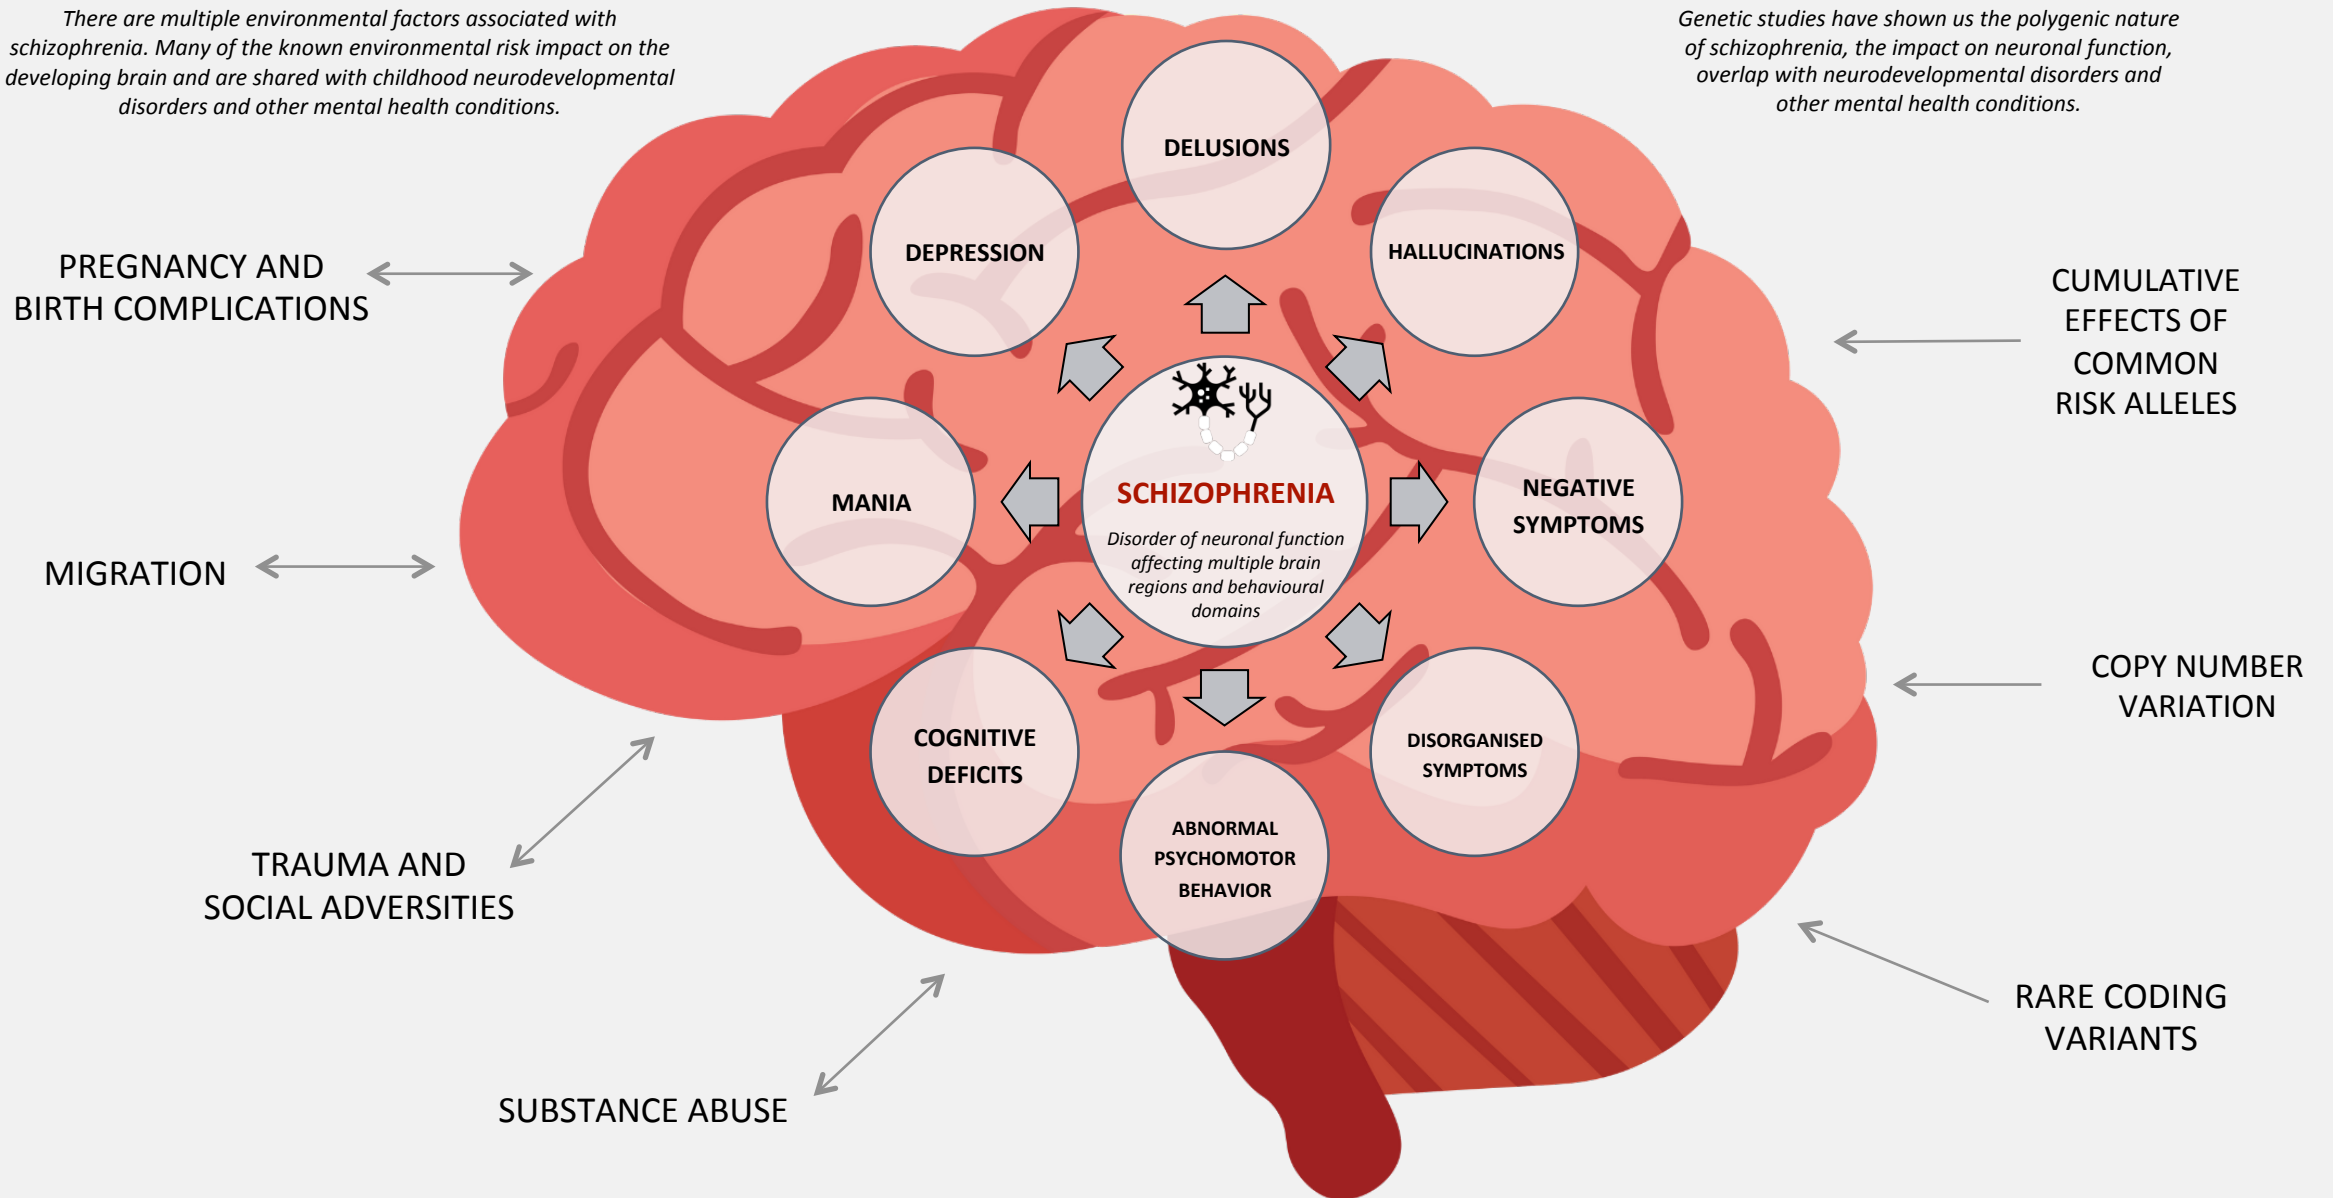 There are multiple environmental factors associated with
schizophrenia. Many of the known environmental risk impact on the
developing brain and are shared with childhood neurodevelopmental
disorders and other mental health conditions.
Genetic studies have shown us the polygenic nature
of schizophrenia, the impact on neuronal function,
overlap with neurodevelopmental disorders and
other mental health conditions.
PREGNANCY AND
BIRTH COMPLICATIONS
MIGRATION
TRAUMA AND
SOCIAL ADVERSITIES
SUBSTANCE ABUSE
DELUSIONS
HALLUCINATIONS
NEGATIVE
SYMPTOMS
DISORGANISED
SYMPTOMS
ABNORMAL
PSYCHOMOTOR
BEHAVIOR
COGNITIVE
DEFICITS
MANIA
DEPRESSION
SCHIZOPHRENIA
Disorder of neuronal function
affecting multiple brain
regions and behavioural
domains
CUMULATIVE
EFFECTS OF
COMMON
RISK ALLELES
COPY NUMBER
VARIATION
RARE CODING
VARIANTS